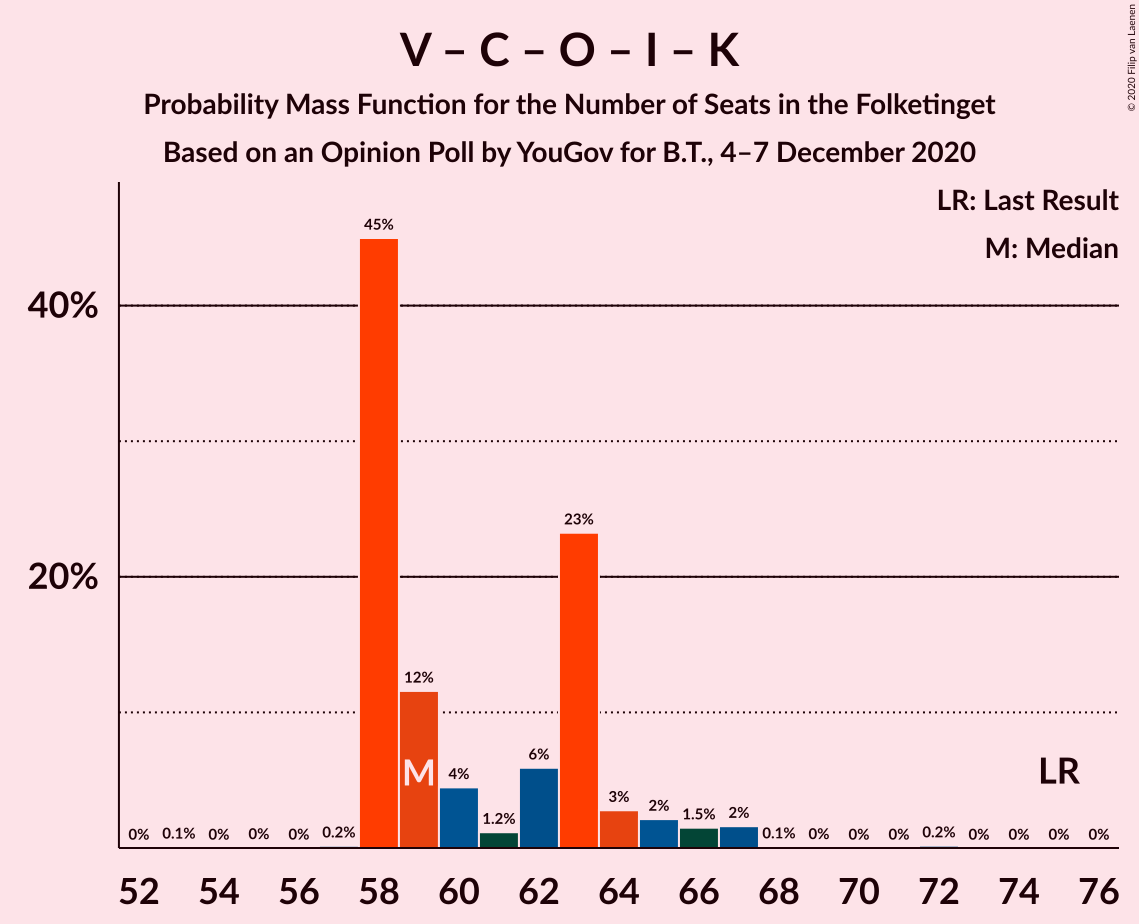 V – C – O – I – K
Probability Mass Function for the Number of Seats in the Folketinget
Based on an Opinion Poll by YouGov for B.T., 4–7 December 2020
© 2020 Filip van Laenen
LR: Last Result
M: Median
40%
20%
0% 0.1% 0% 0% 0% 0.2% 45% 12% 4% 1.2% 6% 23% 3% 2% 1.5% 2% 0.1% 0% 0% 0% 0.2% 0% 0% 0% 0%
M
LR
52 54 56 58 60 62 64 66 68 70 72 74 76